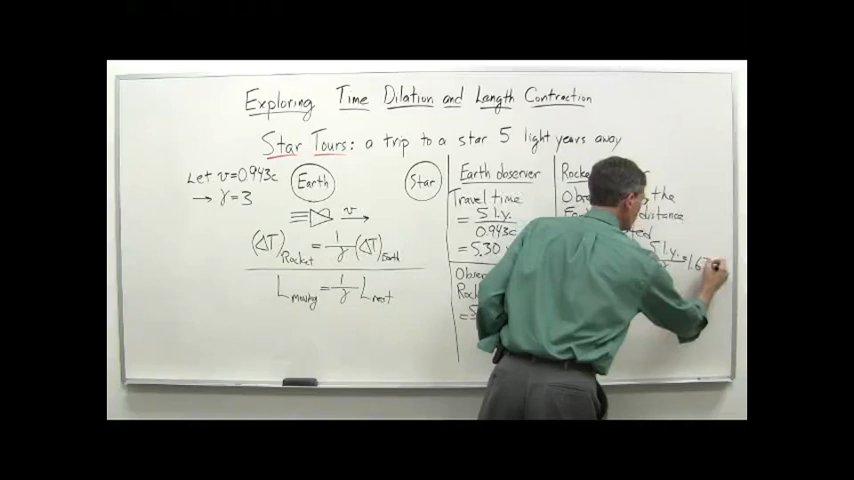 Exploring Time Dilation and Length Contraction
Star Tours: a trip to a star 5 light years away
Let v=0.943c
→ γ=3
Earth
Star
v
(ΔT)Rocket = 1/γ (ΔT)Earth
Lmoving = 1/γ Lrest
Earth observer
Travel time
= 5 l.y.
0.943c
= 5.30
= 5
the
distance
5 l.y.